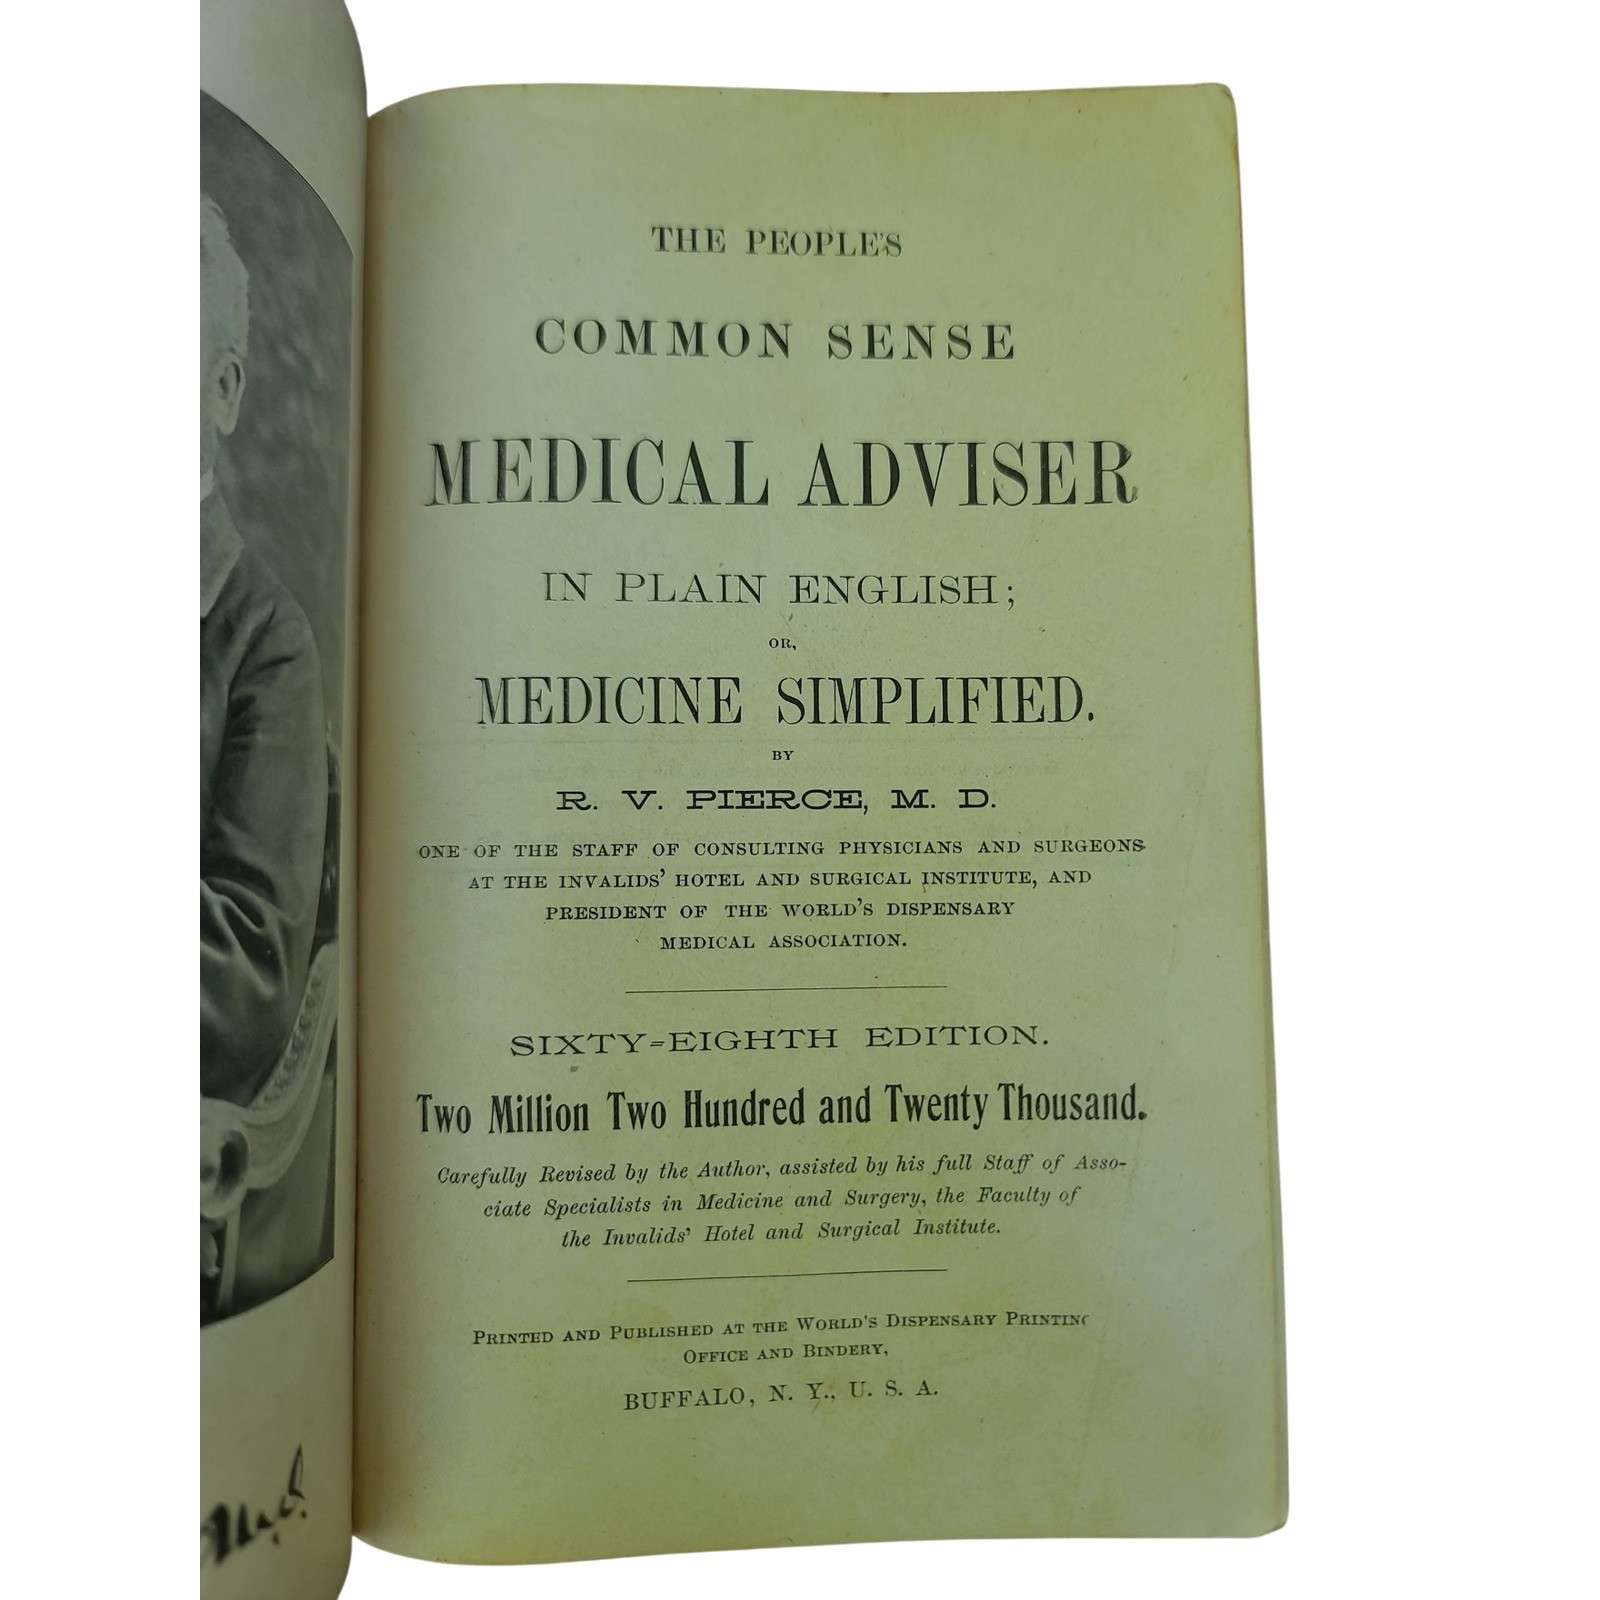 THE PEOPLE'S
COMMON SENSE
MEDICAL ADVISER
IN PLAIN ENGLISH;
OR,
MEDICINE SIMPLIFIED.
BY
R. V. PIERCE, M. D.
ONE OF THE STAFF OF CONSULTING PHYSICIANS AND SURGEONS
AT THE INVALIDS' HOTEL AND SURGICAL INSTITUTE, AND
PRESIDENT OF THE WORLD'S DISPENSARY
MEDICAL ASSOCIATION.
SIXTY-EIGHTH EDITION.
Two Million Two Hundred and Twenty Thousand.
Carefully Revised by the Author, assisted by his full Staff of Asso-
ciate Specialists in Medicine and Surgery, the Faculty of
the Invalids' Hotel and Surgical Institute.
PRINTED AND PUBLISHED AT THE WORLD'S DISPENSARY PRINTING
OFFICE AND BINDERY,
BUFFALO, N. Y., U. S. A.
M.D.